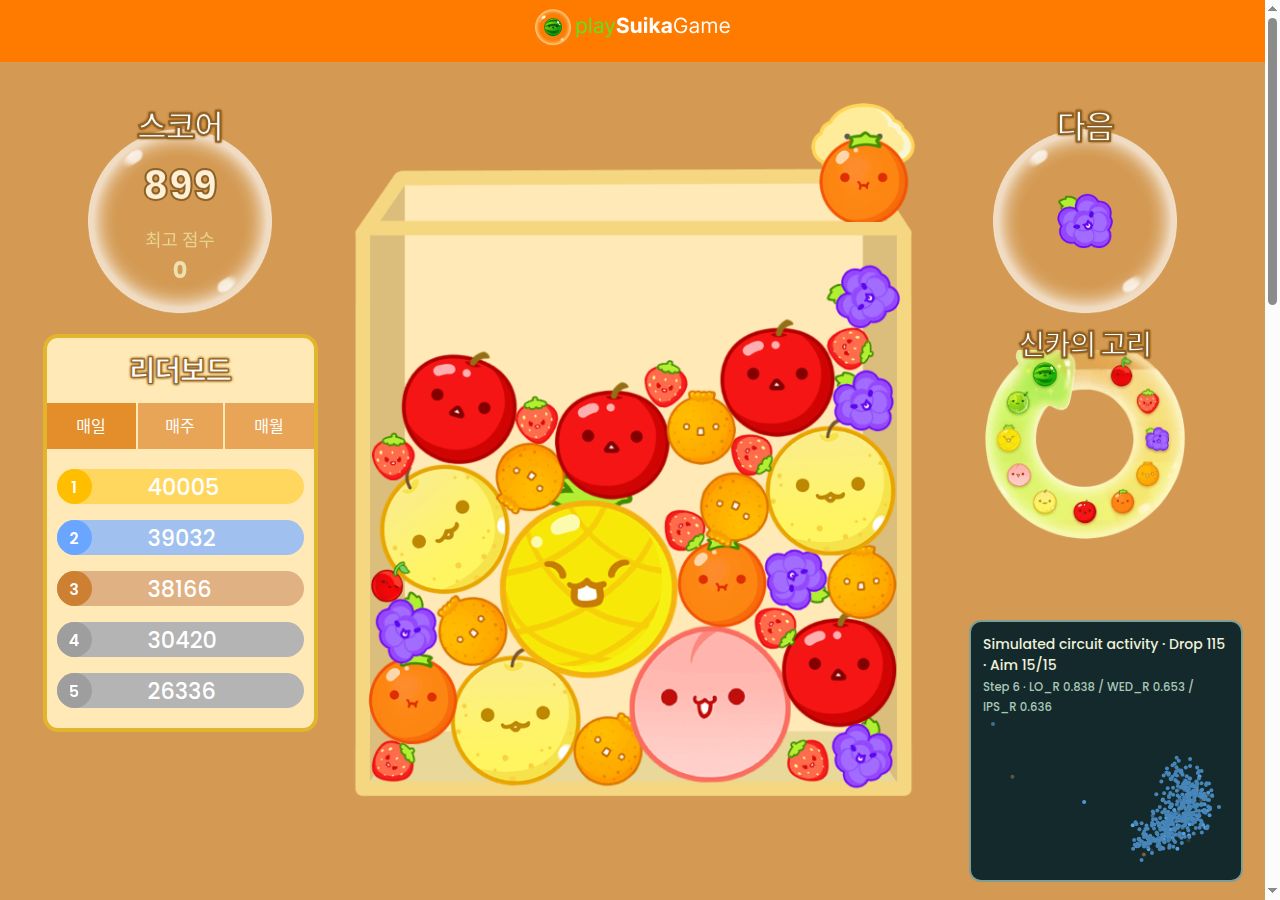 playSuikaGame
스코어
899
최고 점수
0
다음
리더보드
매일 매주 매월
1 40005
2 39032
3 38166
4 30420
5 26336
신카의 고리
Simulated circuit activity · Drop 115
· Aim 15/15
Step 6 · LO_R 0.838 / WED_R 0.653 /
IPS_R 0.636